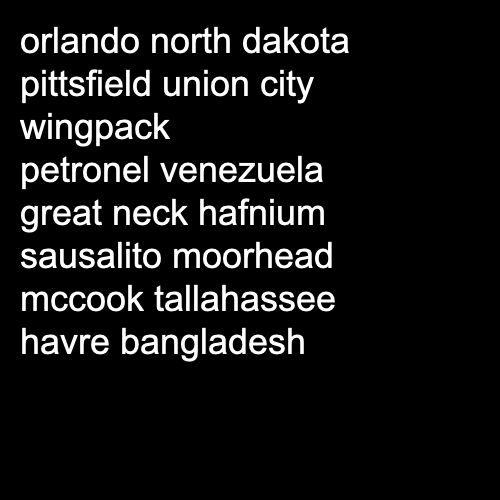 orlando north dakota
pittsfield union city
wingpack
petronel venezuela
great neck hafnium
sausalito moorhead
mccook tallahassee
havre bangladesh